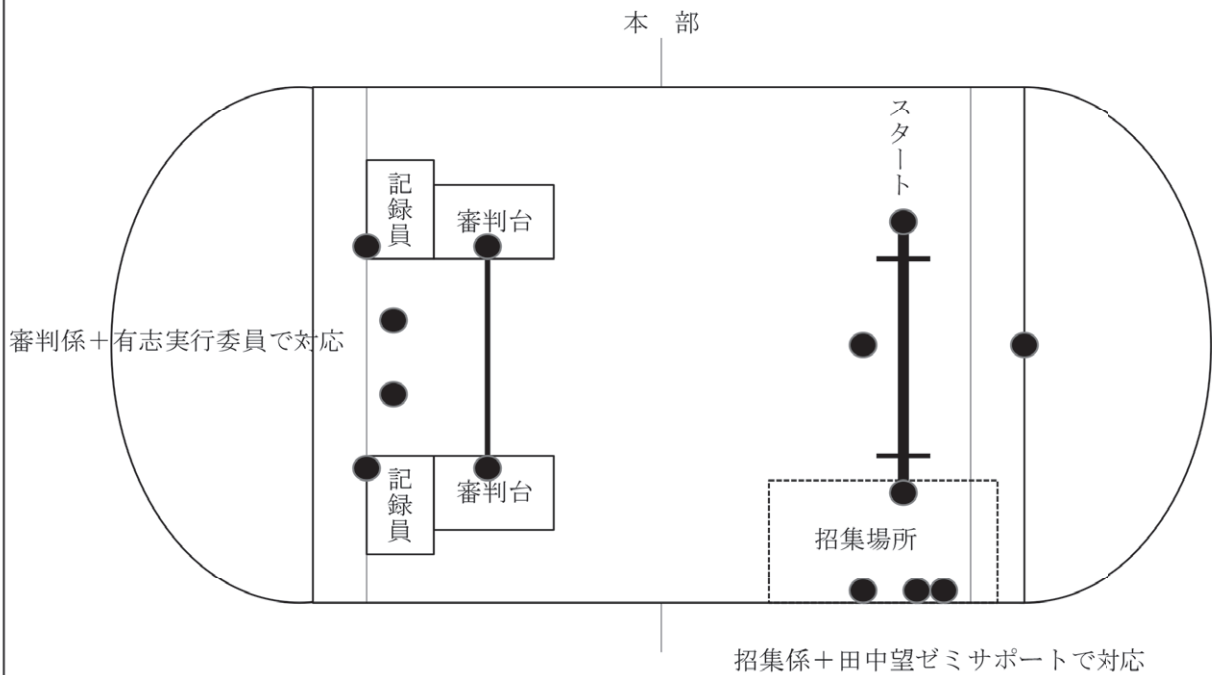 本 部
スタート
記録員
審判台
審判係＋有志実行委員で対応
記録員
審判台
招集場所
招集係＋田中望ゼミサポートで対応